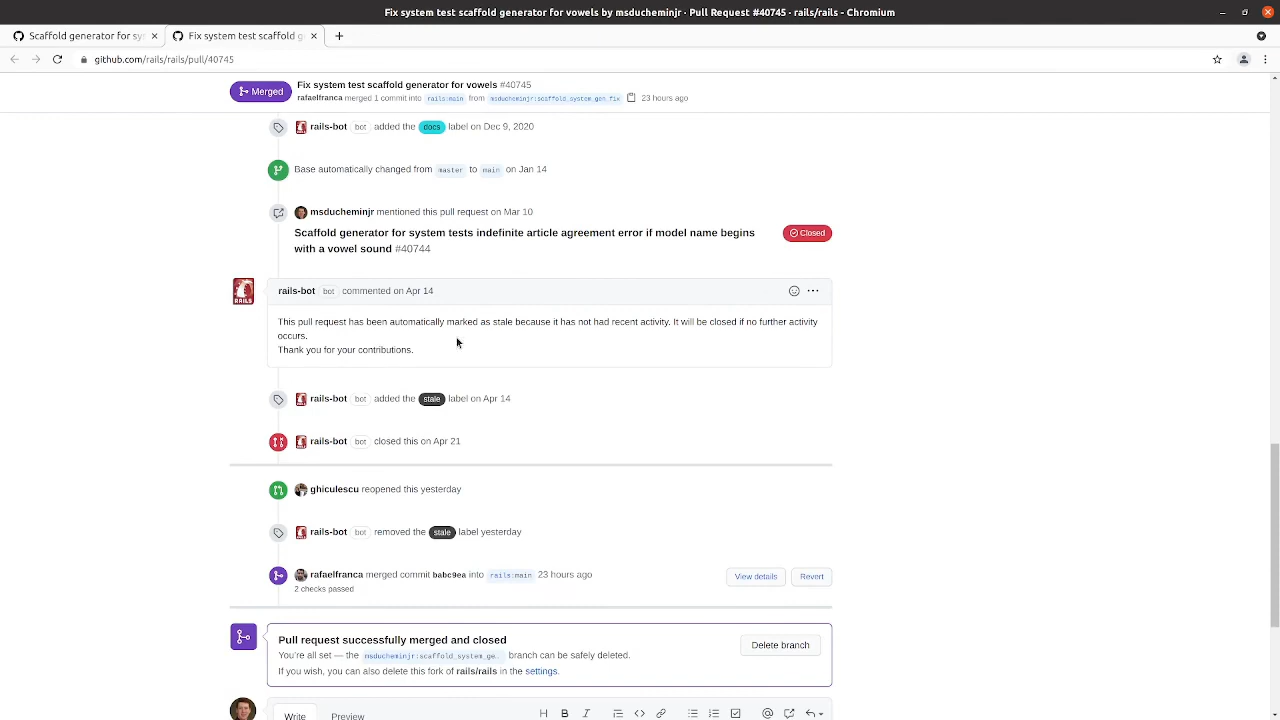 Fix system test scaffold generator for vowels by msducheminjr · Pull Request #40745 · rails/rails - Chromium
Scaffold generator for sy
Fix system test scaffold g
github.com/rails/rails/pull/40745
Merged
Fix system test scaffold generator for vowels #40745
rafaelfranca merged 1 commit into rails:main from msducheminjr:scaffold_system_gen_fix 23 hours ago
rails-bot bot added the docs label on Dec 9, 2020
Base automatically changed from master to main on Jan 14
msducheminjr mentioned this pull request on Mar 10
Scaffold generator for system tests indefinite article agreement error if model name begins
with a vowel sound #40744
Closed
RAILS
rails-bot bot commented on Apr 14
This pull request has been automatically marked as stale because it has not had recent activity. It will be closed if no further activity
occurs.
Thank you for your contributions.
rails-bot bot added the stale label on Apr 14
rails-bot bot closed this on Apr 21
ghiculescu reopened this yesterday
rails-bot bot removed the stale label yesterday
rafaelfranca merged commit babc9ea into rails:main 23 hours ago
2 checks passed
View details
Revert
Pull request successfully merged and closed
You're all set — the msducheminjr:scaffold_system_ge… branch can be safely deleted.
If you wish, you can also delete this fork of rails/rails in the settings.
Delete branch
Write
Preview